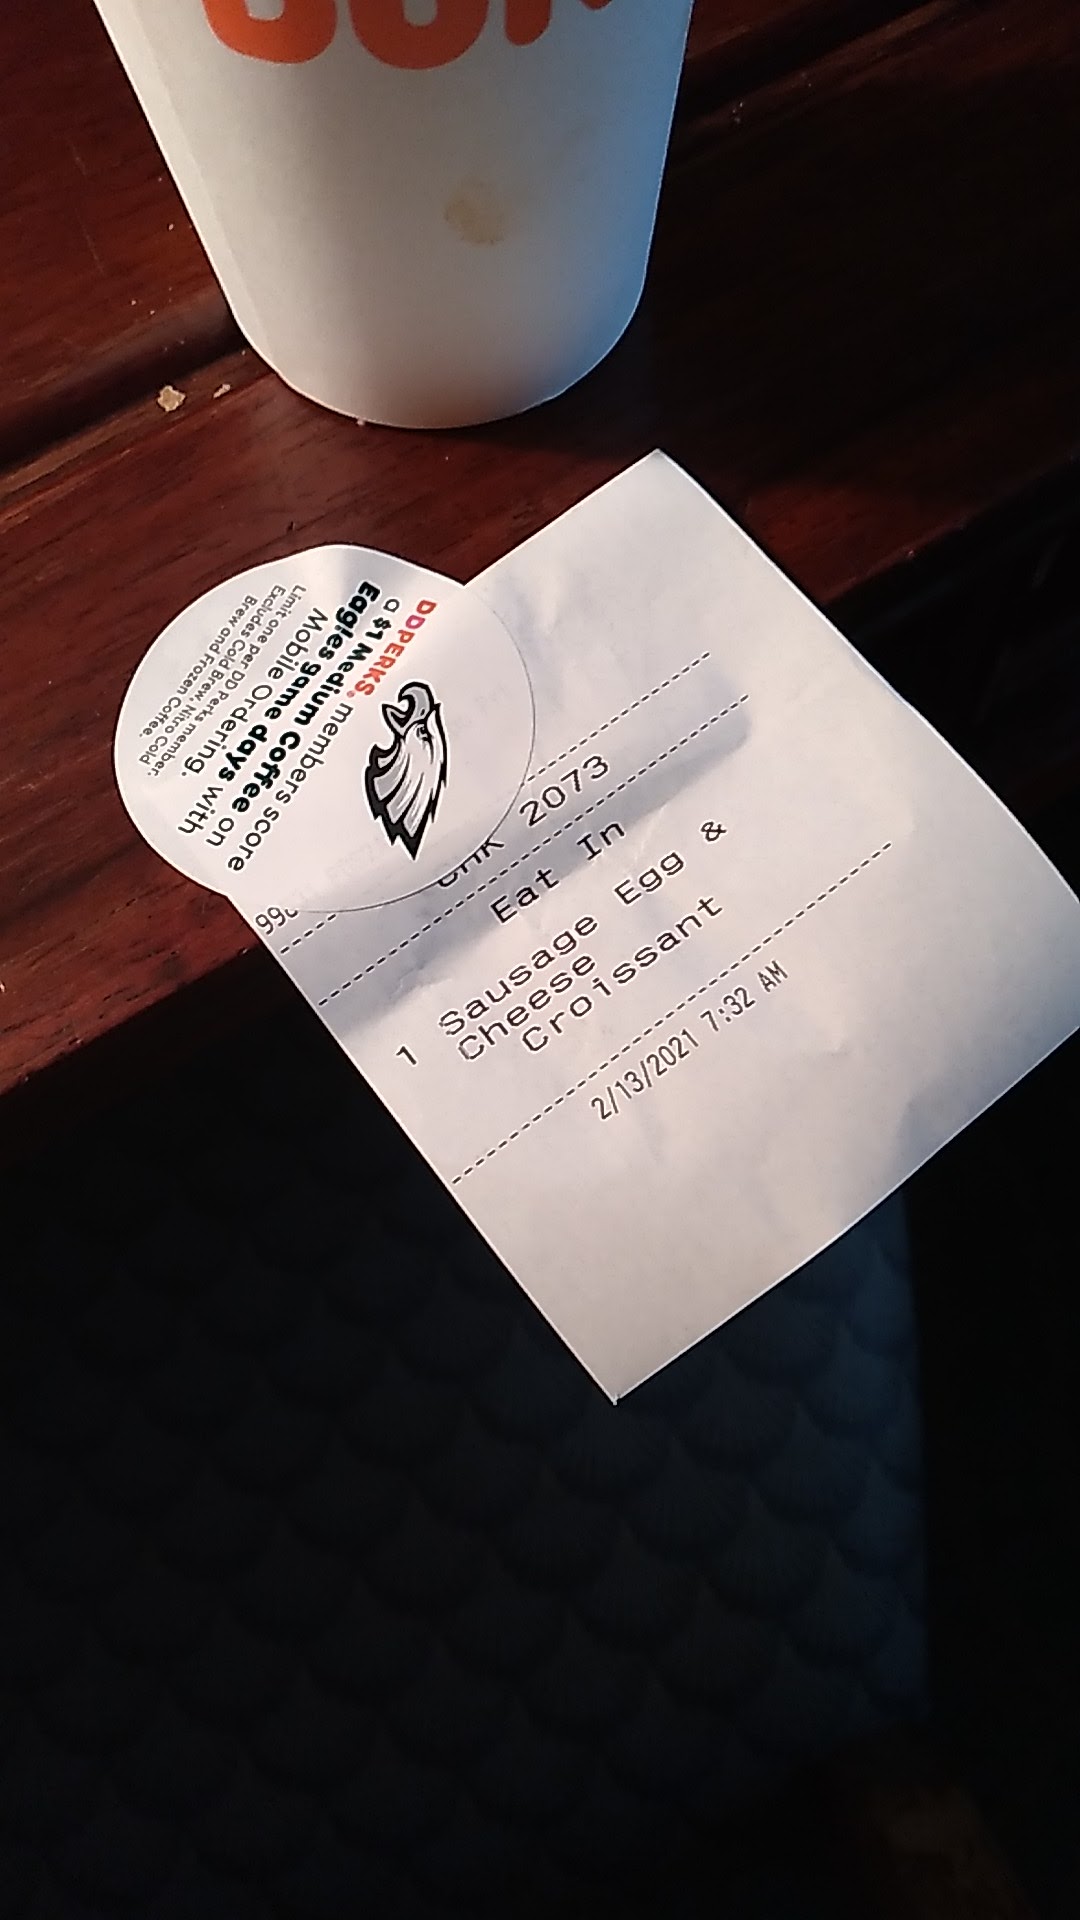 DDPERKS® members score
a $1 Medium Coffee on
Eagles game days with
Mobile Ordering.
Limit one per DD Perks member.
Excludes Cold Brew, Nitro Cold
Brew and Frozen Coffee.
CHK 2073
Eat In
1 Sausage Egg &
Cheese
Croissant
2/13/2021 7:32 AM